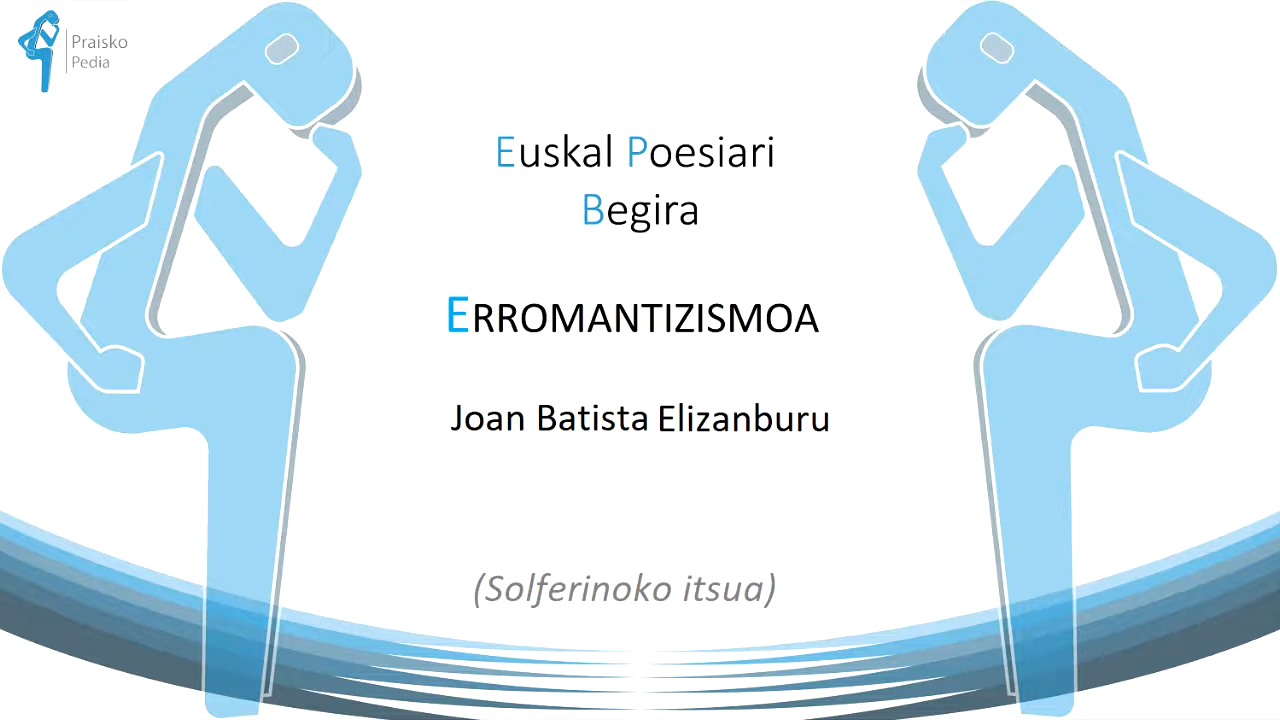 Praisko
Pedia
Euskal Poesiari
Begira
ERROMANTIZISMOA
Joan Batista Elizanburu
(Solferinoko itsua)